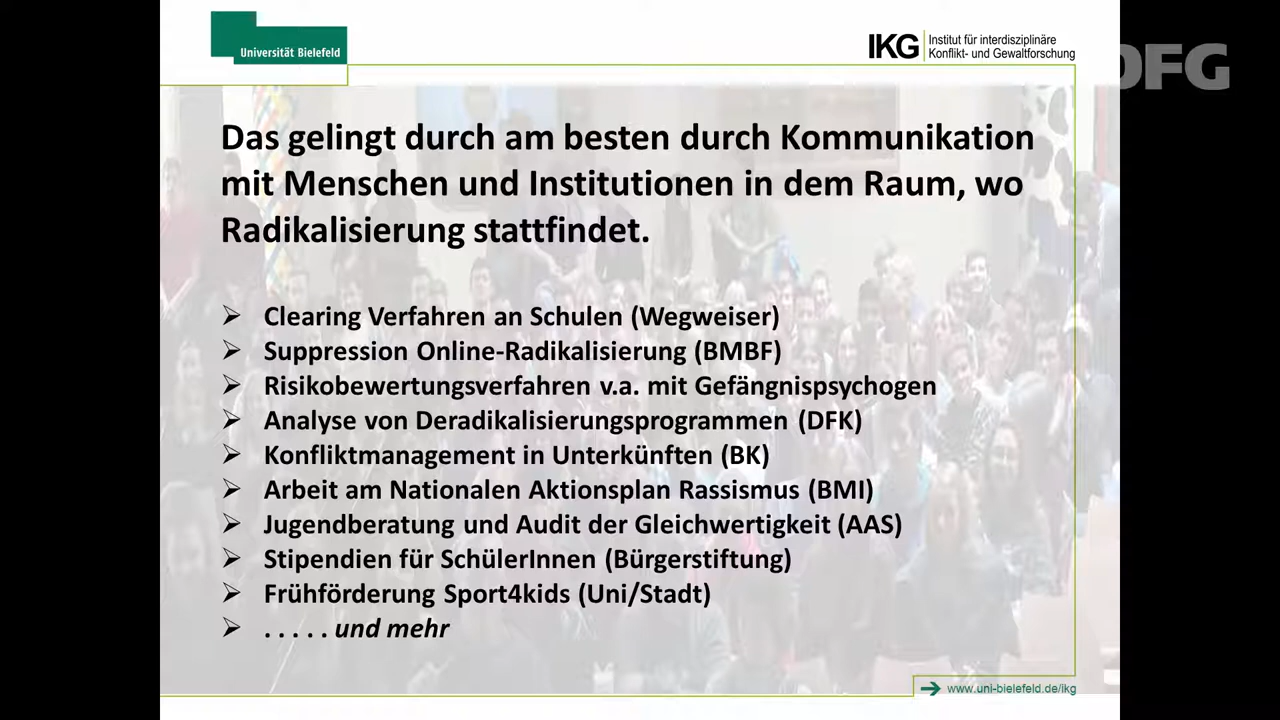 Universität Bielefeld
IKG Institut für interdisziplinäre
Konflikt- und Gewaltforschung
DFG
Das gelingt durch am besten durch Kommunikation
mit Menschen und Institutionen in dem Raum, wo
Radikalisierung stattfindet.
Clearing Verfahren an Schulen (Wegweiser)
Suppression Online-Radikalisierung (BMBF)
Risikobewertungsverfahren v.a. mit Gefängnispsychogen
Analyse von Deradikalisierungsprogrammen (DFK)
Konfliktmanagement in Unterkünften (BK)
Arbeit am Nationalen Aktionsplan Rassismus (BMI)
Jugendberatung und Audit der Gleichwertigkeit (AAS)
Stipendien für SchülerInnen (Bürgerstiftung)
Frühförderung Sport4kids (Uni/Stadt)
. . . . . und mehr
www.uni-bielefeld.de/ikg